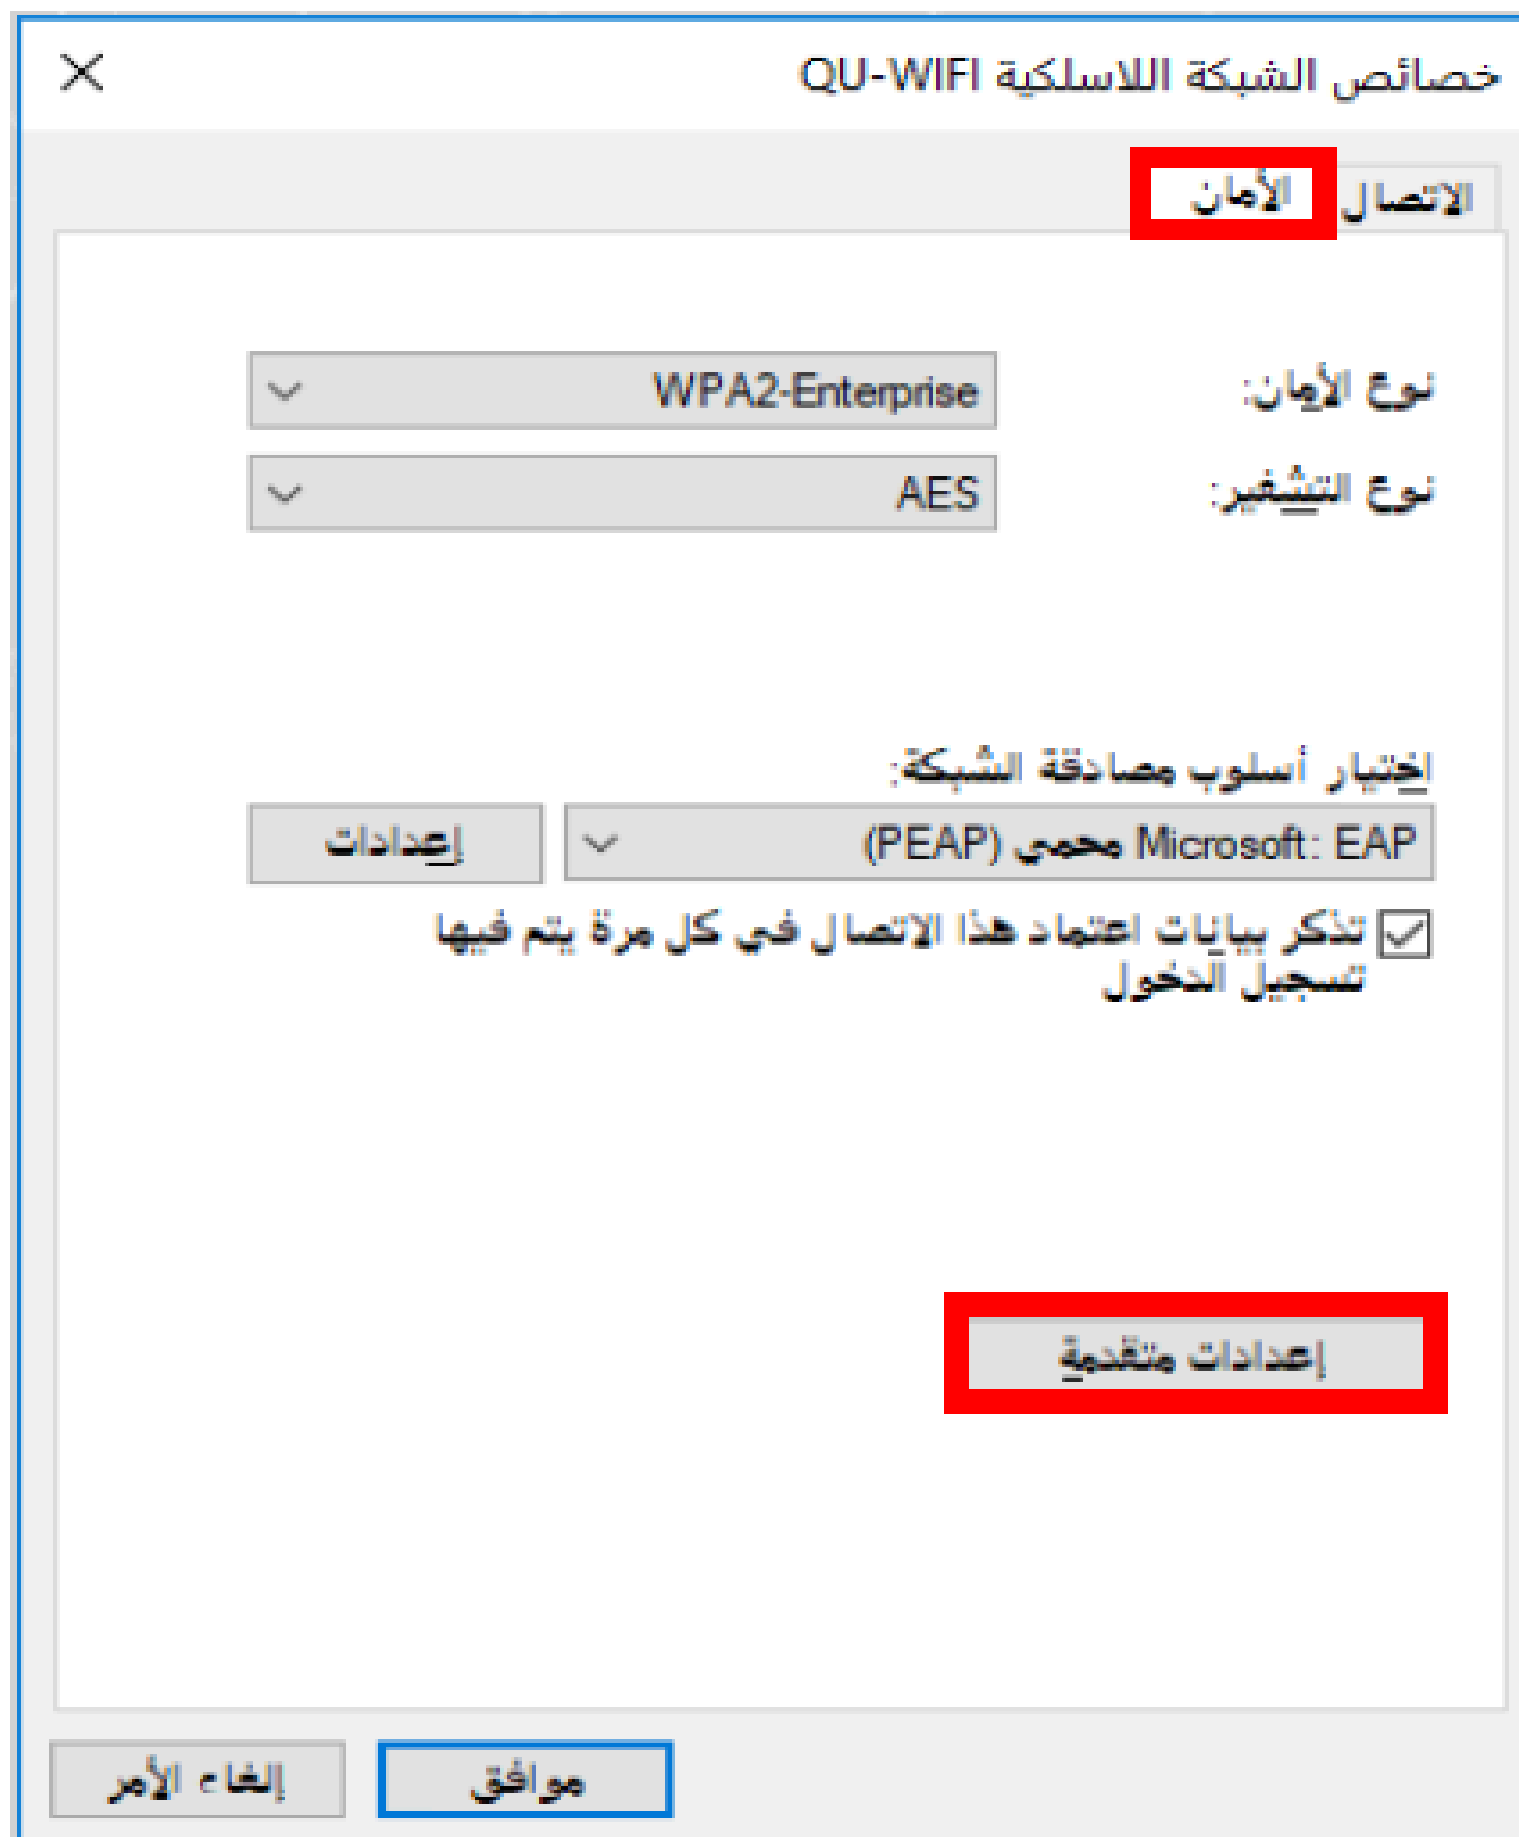 خصائص الشبكة اللاسلكية QU-WIFI
الاتصال
الأمان
نوع الأمان:
WPA2-Enterprise
نوع التشفير:
AES
اختيار أسلوب مصادقة الشبكة:
Microsoft: EAP محمي (PEAP)
إعدادات
تذكر بيانات اعتماد هذا الاتصال في كل مرة يتم فيها
تسجيل الدخول
إعدادات متقدمة
موافق
إلغاء الأمر